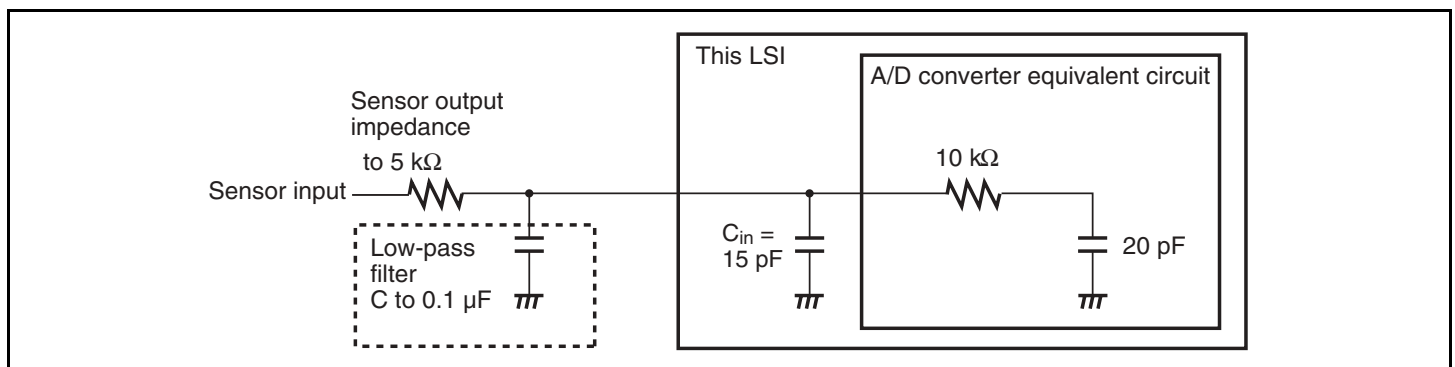 This LSI
A/D converter equivalent circuit
Sensor output
impedance
to 5 kΩ
10 kΩ
Sensor input
Low-pass
filter
C to 0.1 μF
Cin =
15 pF
20 pF